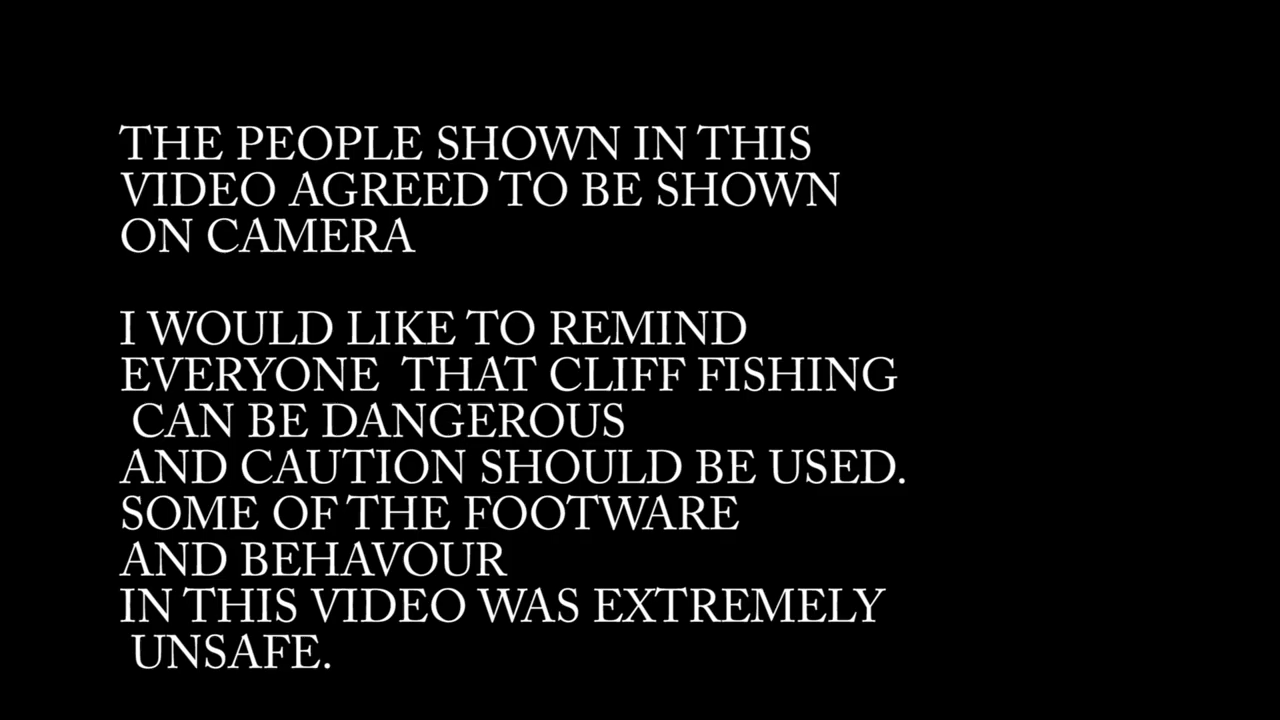 THE PEOPLE SHOWN IN THIS
VIDEO AGREED TO BE SHOWN
ON CAMERA
I WOULD LIKE TO REMIND
EVERYONE THAT CLIFF FISHING
CAN BE DANGEROUS
AND CAUTION SHOULD BE USED.
SOME OF THE FOOTWARE
AND BEHAVOUR
IN THIS VIDEO WAS EXTREMELY
UNSAFE.